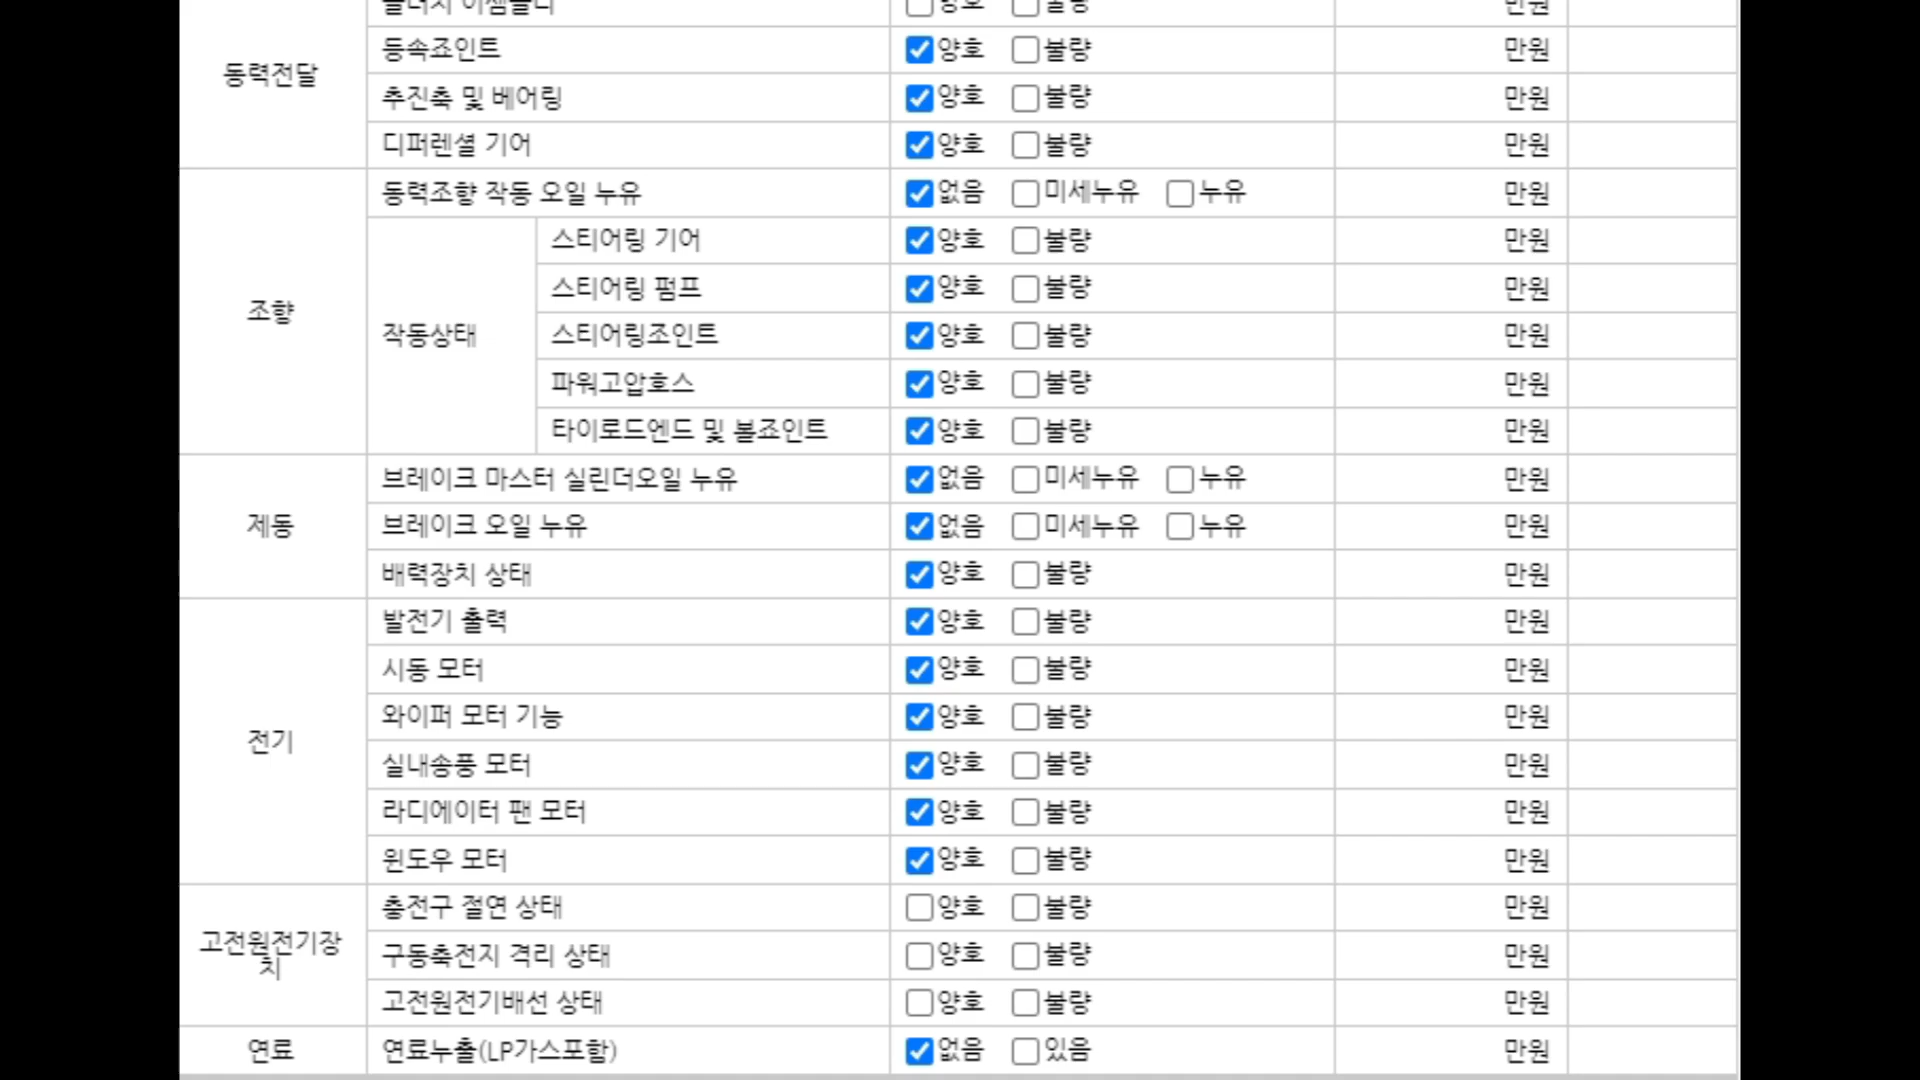 클러치 어셈블리 양호 불량 만원
동력전달
등속죠인트 양호 불량 만원
추진축 및 베어링 양호 불량 만원
디퍼렌셜 기어 양호 불량 만원
조향
동력조향 작동 오일 누유 없음 미세누유 누유 만원
작동상태
스티어링 기어 양호 불량 만원
스티어링 펌프 양호 불량 만원
스티어링조인트 양호 불량 만원
파워고압호스 양호 불량 만원
타이로드엔드 및 볼죠인트 양호 불량 만원
제동
브레이크 마스터 실린더오일 누유 없음 미세누유 누유 만원
브레이크 오일 누유 없음 미세누유 누유 만원
배력장치 상태 양호 불량 만원
전기
발전기 출력 양호 불량 만원
시동 모터 양호 불량 만원
와이퍼 모터 기능 양호 불량 만원
실내송풍 모터 양호 불량 만원
라디에이터 팬 모터 양호 불량 만원
윈도우 모터 양호 불량 만원
고전원전기장
치
충전구 절연 상태 양호 불량 만원
구동축전지 격리 상태 양호 불량 만원
고전원전기배선 상태 양호 불량 만원
연료
연료누출(LP가스포함) 없음 있음 만원